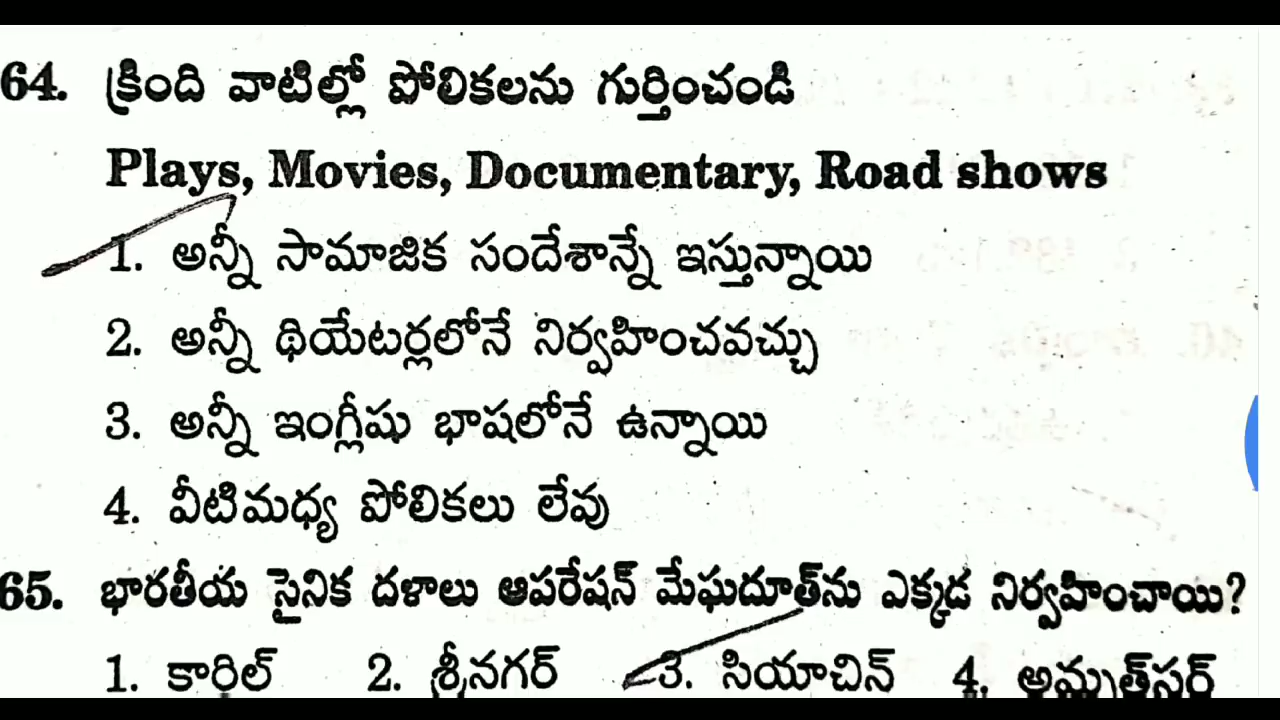 64. క్రింది వాటిల్లో పోలికలను గుర్తించండి
Plays, Movies, Documentary, Road shows
1. అన్నీ సామాజిక సందేశాన్నే ఇస్తున్నాయి
2. అన్నీ థియేటర్లలోనే నిర్వహించవచ్చు
3. అన్నీ ఇంగ్లీషు భాషలోనే ఉన్నాయి
4. వీటిమధ్య పోలికలు లేవు
65. భారతీయ సైనిక దళాలు ఆపరేషన్ మేఘదూత్‌ను ఎక్కడ నిర్వహించాయి?
1. కార్గిల్ 2. శ్రీనగర్ 3. సియాచిన్ 4. అమృత్‌సర్